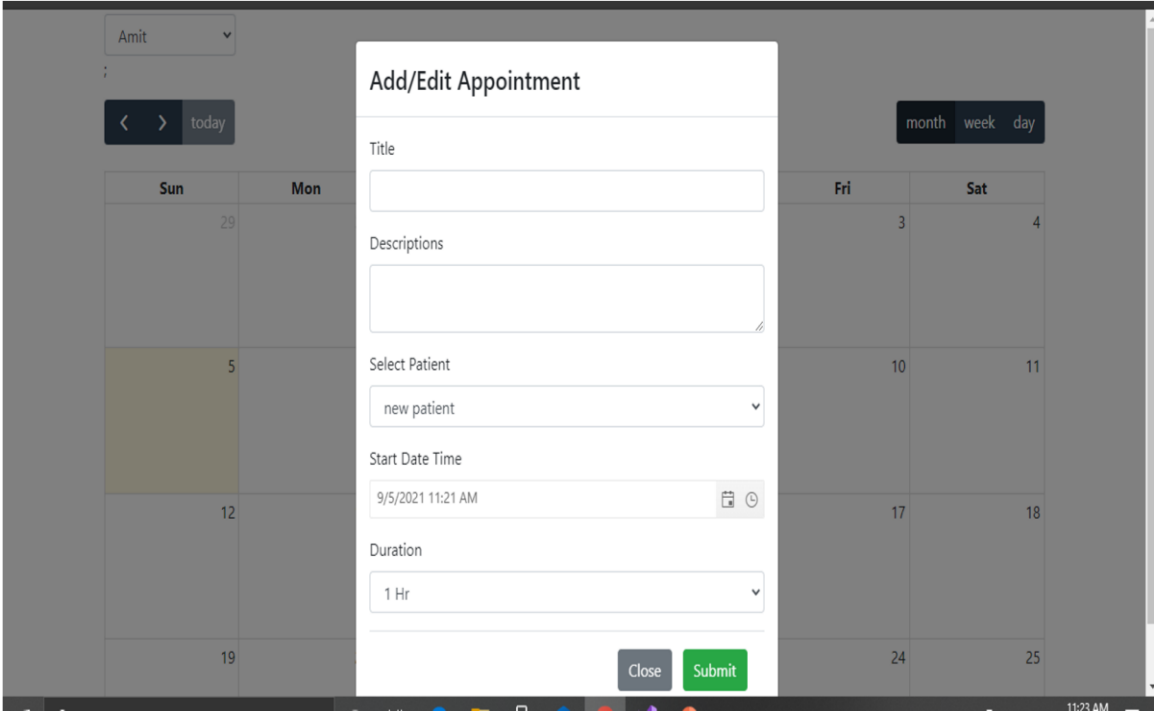 Amit
;
today
month week day
Add/Edit Appointment
Title
Descriptions
Select Patient
new patient
Start Date Time
9/5/2021 11:21 AM
Duration
1 Hr
Close Submit
Sun Mon Fri Sat
29 3 4
5 10 11
12 17 18
19 24 25
11:23 AM